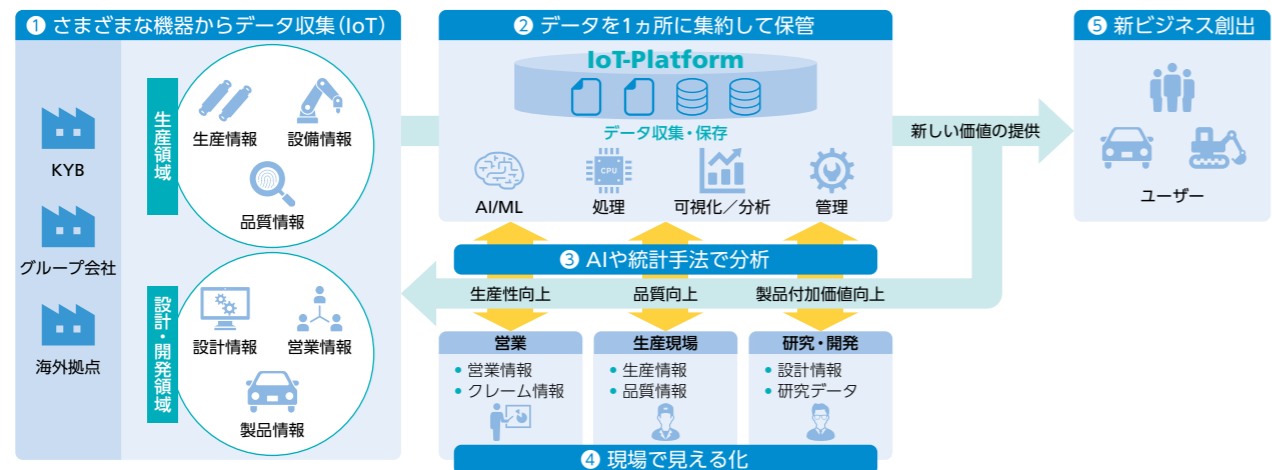 ❶ さまざまな機器からデータ収集（IoT）
KYB
グループ会社
海外拠点
生産領域
生産情報
設備情報
品質情報
設計・開発領域
設計情報
営業情報
製品情報
❷ データを1ヵ所に集約して保管
IoT-Platform
データ収集・保存
AI/ML
CPU
処理
可視化／分析
管理
❸ AIや統計手法で分析
生産性向上
品質向上
製品付加価値向上
営業
• 営業情報
• クレーム情報
生産現場
• 生産情報
• 品質情報
研究・開発
• 設計情報
• 研究データ
❹ 現場で見える化
新しい価値の提供
❺ 新ビジネス創出
ユーザー